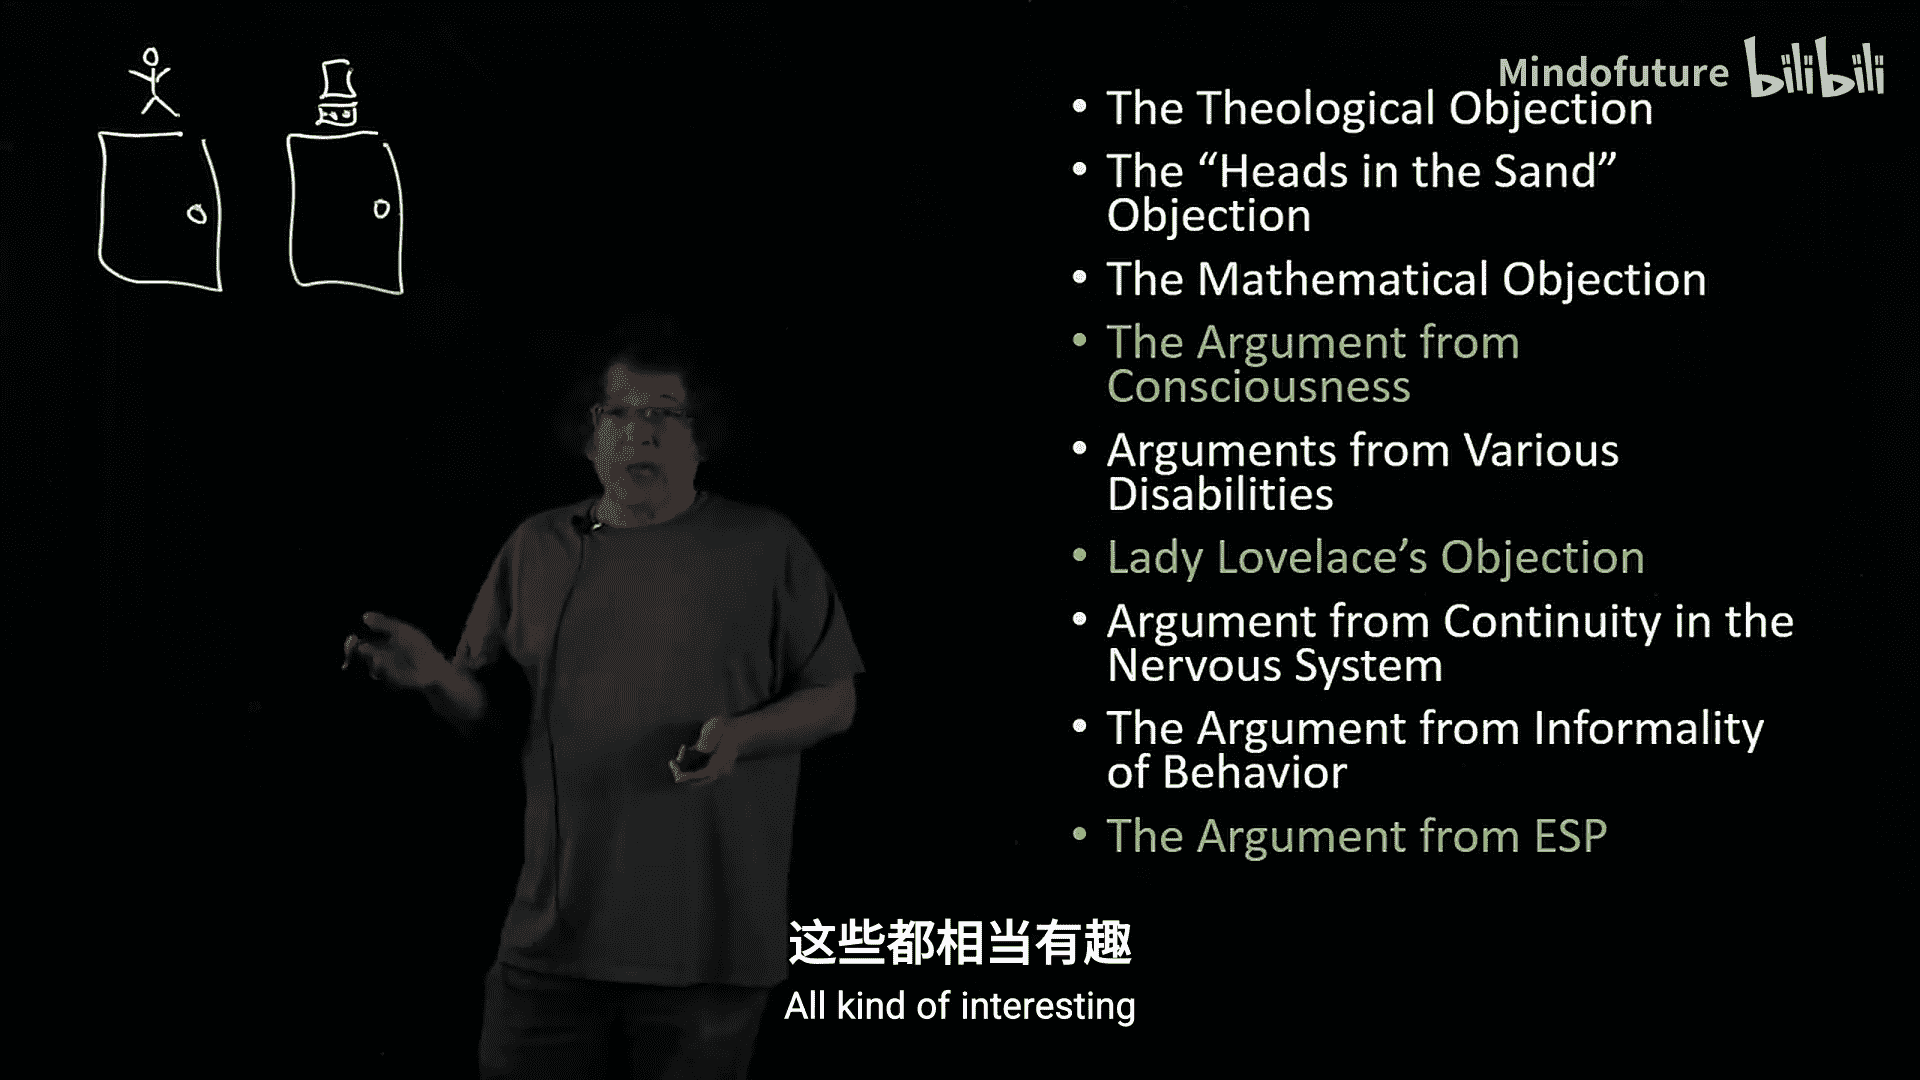 Mindofuture bilibili
• The Theological Objection
• The “Heads in the Sand”
Objection
• The Mathematical Objection
• The Argument from
Consciousness
• Arguments from Various
Disabilities
• Lady Lovelace’s Objection
• Argument from Continuity in the
Nervous System
• The Argument from Informality
of Behavior
• The Argument from ESP
这些都相当有趣
All kind of interesting